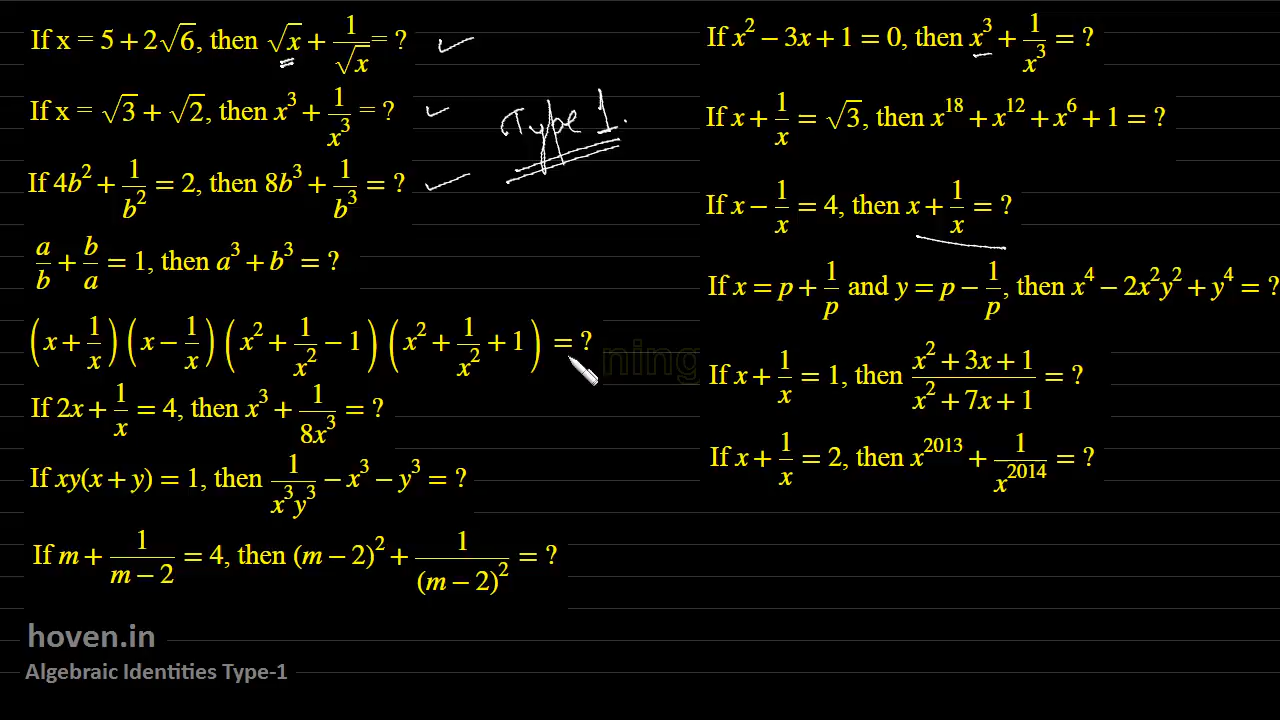 If x = 5 + 2√6, then √x + 1/√x = ?
If x = √3 + √2, then x³ + 1/x³ = ?
If 4b² + 1/b² = 2, then 8b³ + 1/b³ = ?
a/b + b/a = 1, then a³ + b³ = ?
(x + 1/x) (x − 1/x) (x² + 1/x² − 1) (x² + 1/x² + 1) = ?
If 2x + 1/x = 4, then x³ + 1/8x³ = ?
If xy(x + y) = 1, then 1/x³y³ − x³ − y³ = ?
If m + 1/(m − 2) = 4, then (m − 2)² + 1/(m − 2)² = ?
Type 1.
If x² − 3x + 1 = 0, then x³ + 1/x³ = ?
If x + 1/x = √3, then x¹⁸ + x¹² + x⁶ + 1 = ?
If x − 1/x = 4, then x + 1/x = ?
If x = p + 1/p and y = p − 1/p, then x⁴ − 2x²y² + y⁴ = ?
If x + 1/x = 1, then (x² + 3x + 1)/(x² + 7x + 1) = ?
If x + 1/x = 2, then x²⁰¹³ + 1/x²⁰¹⁴ = ?
ning
hoven.in
Algebraic Identities Type-1